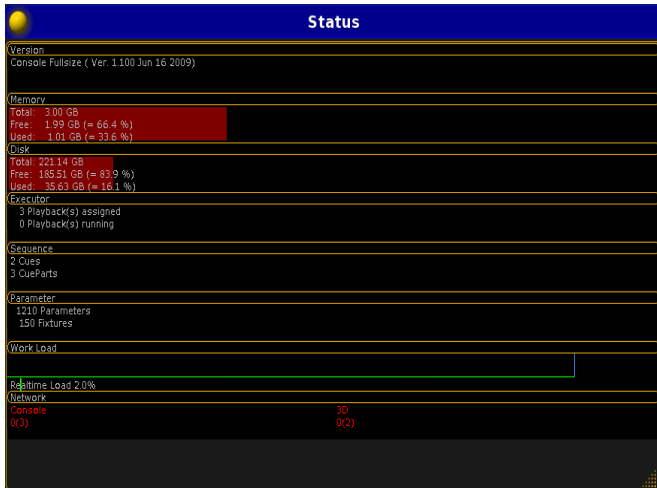 Status
Version
Console Fullsize ( Ver. 1.100 Jun 16 2009)
Memory
Total: 3.00 GB
Free: 1.99 GB (= 66.4 %)
Used: 1.01 GB (= 33.6 %)
Disk
Total: 221.14 GB
Free: 185.51 GB (= 83.9 %)
Used: 35.63 GB (= 16.1 %)
Executor
3 Playback(s) assigned
0 Playback(s) running
Sequence
2 Cues
3 CueParts
Parameter
1210 Parameters
150 Fixtures
Work Load
Realtime Load 2.0%
Network
Console 3D
0(3) 0(2)